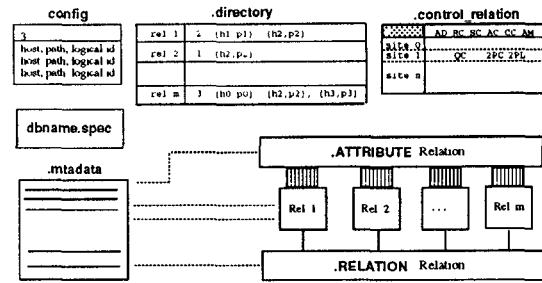 config
3
host, path, logical id
host, path, logical id
host, path, logical id
.directory
rel 1 2 (h1 p1) (h2,p2)
rel 2 1 (h2,p2)
rel m 3 (h0 p0) (h2,p2), (h3,p3)
.control_relation
AD RC SC AC CC AM
site 0
site 1 QC 2PC 2PL
site n
dbname.spec
.mtadata
.ATTRIBUTE Relation
Rel 1
Rel 2
...
Rel m
.RELATION Relation